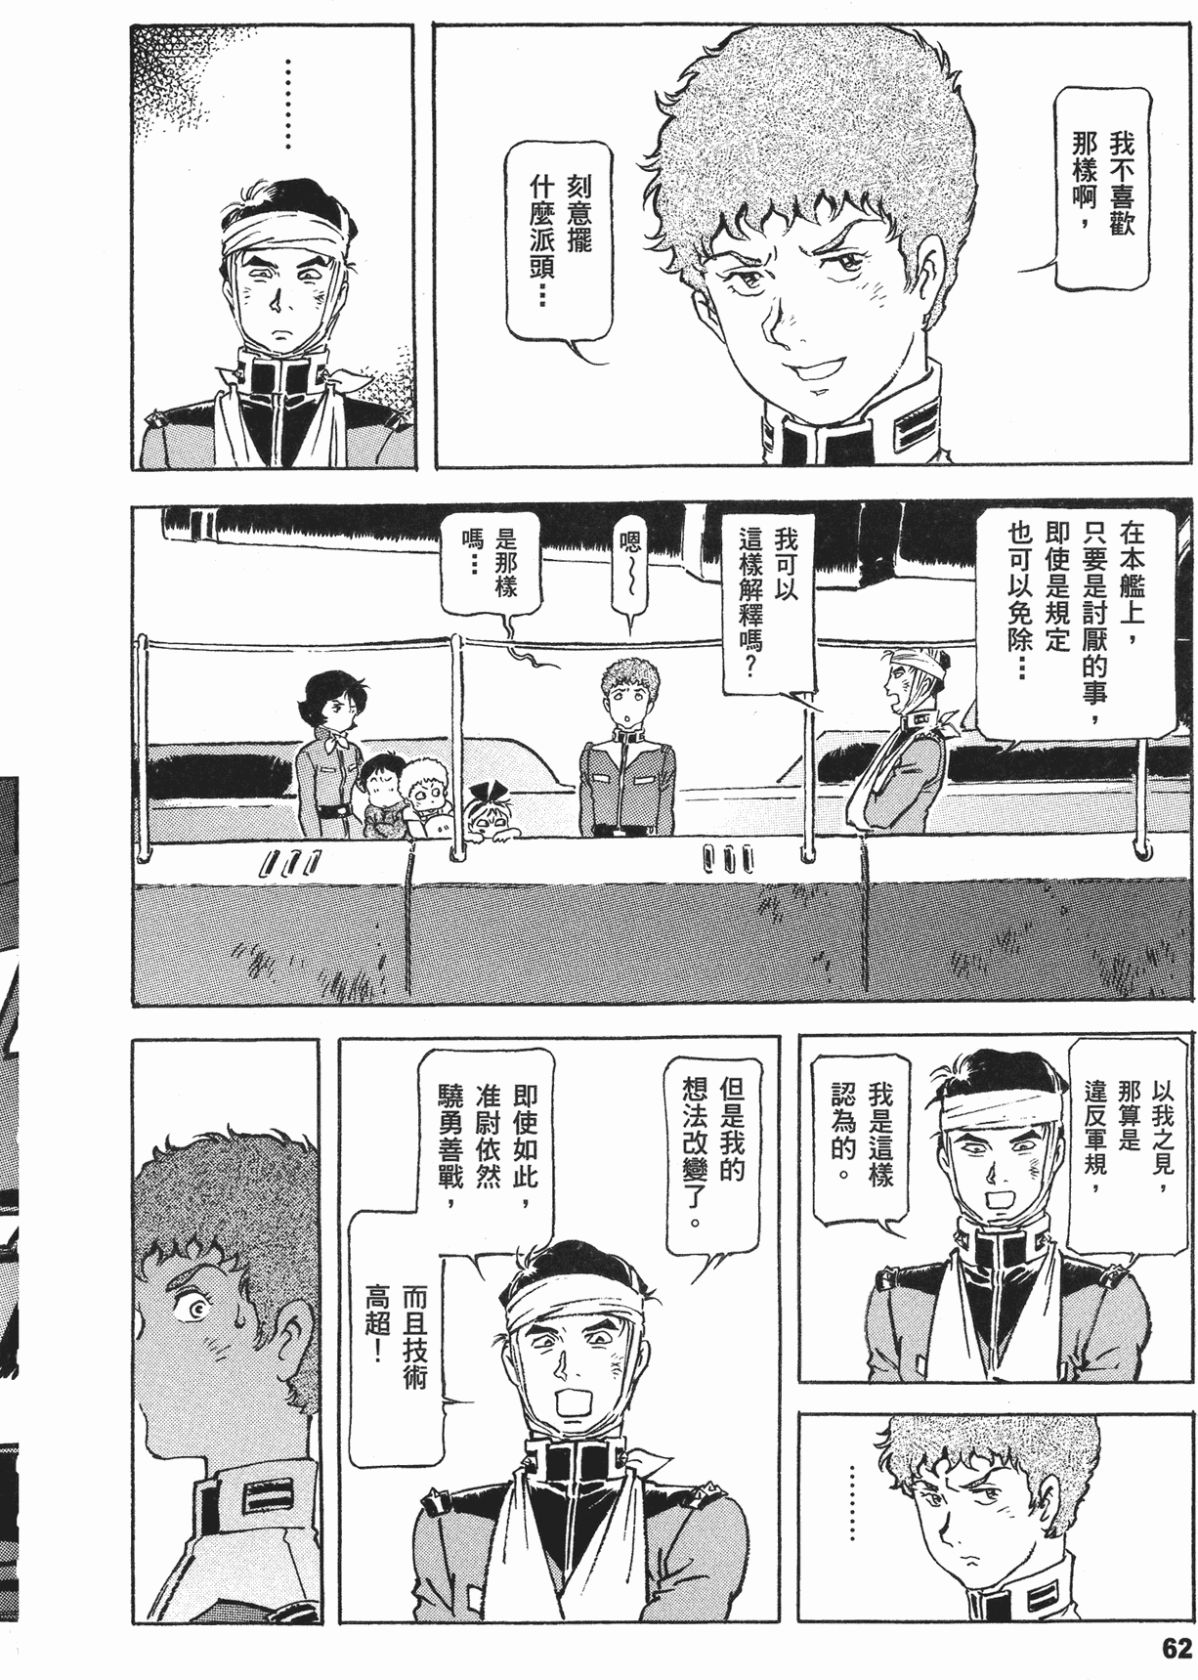 我不喜歡
那樣啊，
刻意擺
什麼派頭…
………
在本艦上，
只要是討厭的事，
即使是規定
也可以免除…
我可以
這樣解釋嗎？
嗯～～
是那樣
嗎…
以我之見，
那算是
違反軍規，
我是這樣
認為的。
………
但是我的
想法改變了。
即使如此，
准尉依然
驍勇善戰，
而且技術
高超！
62